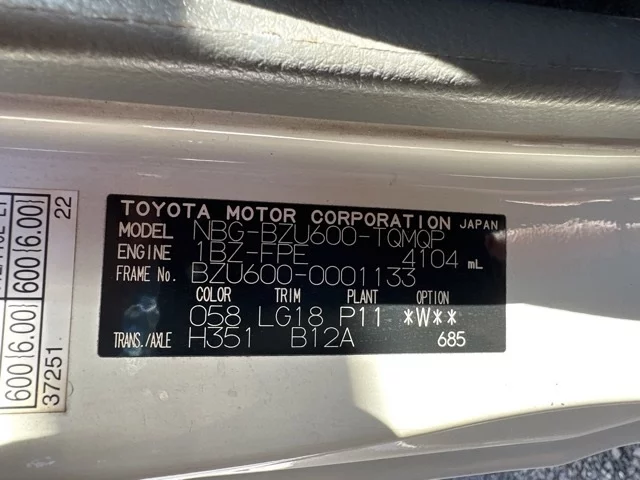 TOYOTA MOTOR CORPORATION JAPAN
MODEL NBG-BZU600-TQMQP
ENGINE 1BZ-FPE 4104 mL
FRAME No. BZU600-0001133
COLOR TRIM PLANT
058 LG18 P11 *W**
TRANS./AXLE H351 B12A 685
600(6.00) 600(6.00)
37251. 22